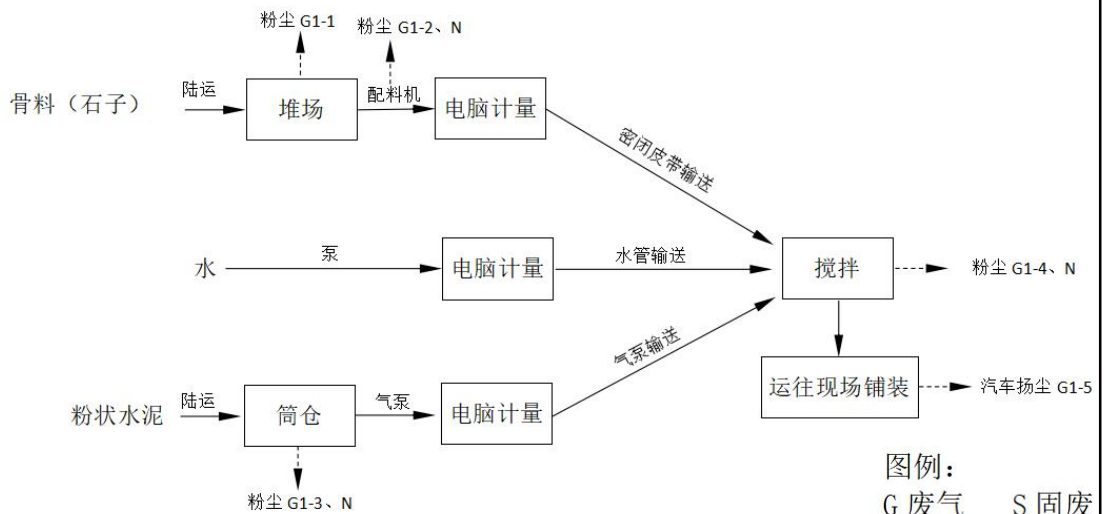 粉尘 G1-1
粉尘 G1-2、N
骨料（石子）
陆运
堆场
配料机
电脑计量
密闭皮带输送
水
泵
电脑计量
水管输送
搅拌
粉尘 G1-4、N
气泵输送
运往现场铺装
汽车扬尘 G1-5
粉状水泥
陆运
筒仓
气泵
电脑计量
粉尘 G1-3、N
图例：
G 废气 S 固废